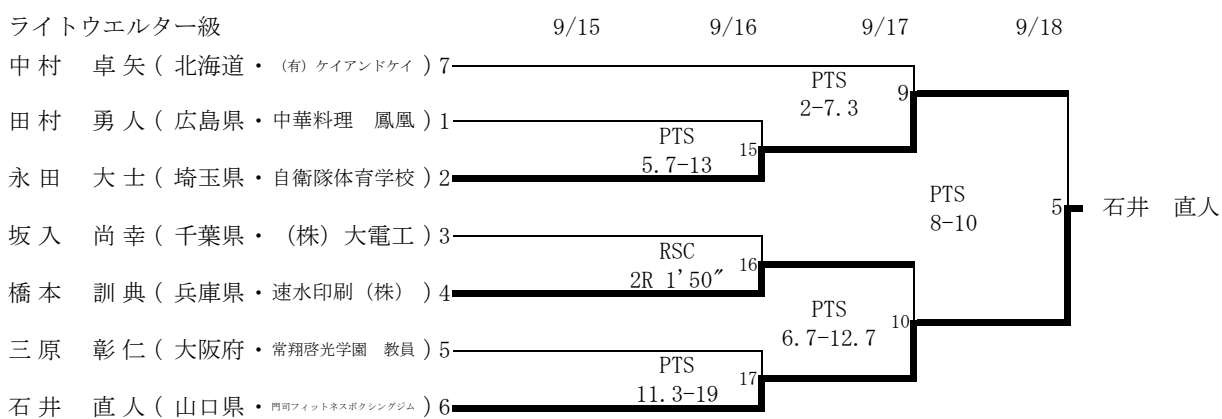 ライトウエルター級 9/15 9/16 9/17 9/18
中村 卓矢(北海道・(有)ケイアンドケイ)7
PTS
2-7.3
9
田村 勇人(広島県・中華料理 鳳凰)1
PTS
5.7-13
15
永田 大士(埼玉県・自衛隊体育学校)2
PTS
8-10
5
石井 直人
坂入 尚幸(千葉県・(株)大電工)3
RSC
2R 1'50″
16
橋本 訓典(兵庫県・速水印刷(株))4
PTS
6.7-12.7
10
三原 彰仁(大阪府・常翔啓光学園 教員)5
PTS
11.3-19
17
石井 直人(山口県・門司フィットネスボクシングジム)6